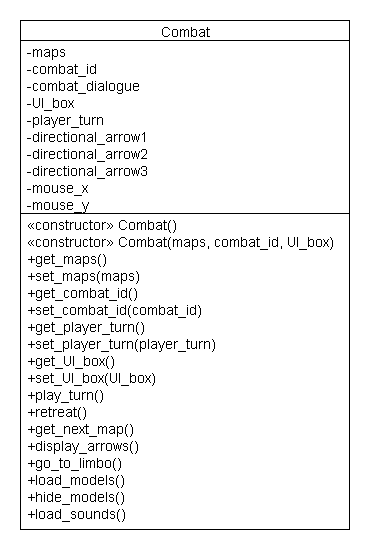 Combat
-maps
-combat_id
-combat_dialogue
-UI_box
-player_turn
-directional_arrow1
-directional_arrow2
-directional_arrow3
-mouse_x
-mouse_y
«constructor» Combat()
«constructor» Combat(maps, combat_id, UI_box)
+get_maps()
+set_maps(maps)
+get_combat_id()
+set_combat_id(combat_id)
+get_player_turn()
+set_player_turn(player_turn)
+get_UI_box()
+set_UI_box(UI_box)
+play_turn()
+retreat()
+get_next_map()
+display_arrows()
+go_to_limbo()
+load_models()
+hide_models()
+load_sounds()